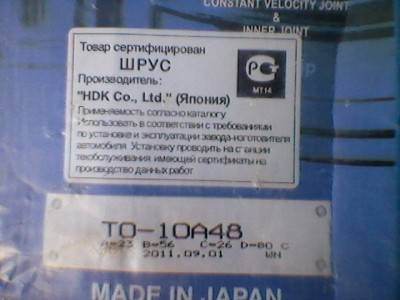 CONSTANT VELOCITY JOINT
&
INNER JOINT
Товар сертифицирован
ШРУС
Производитель:
"HDK Co., Ltd." (Япония)
Применяемость согласно каталогу
Использовать в соответствии с требованиями
по установке и эксплуатации завода-изготовителя
автомобиля. Установку проводить на станции
техобслуживания, имеющей сертификаты на
производство данных работ
РСТ
МТ14
TO-10A48
A=23 B=56 C=26 D=80 C
2011.09.01 WN
MADE IN JAPAN